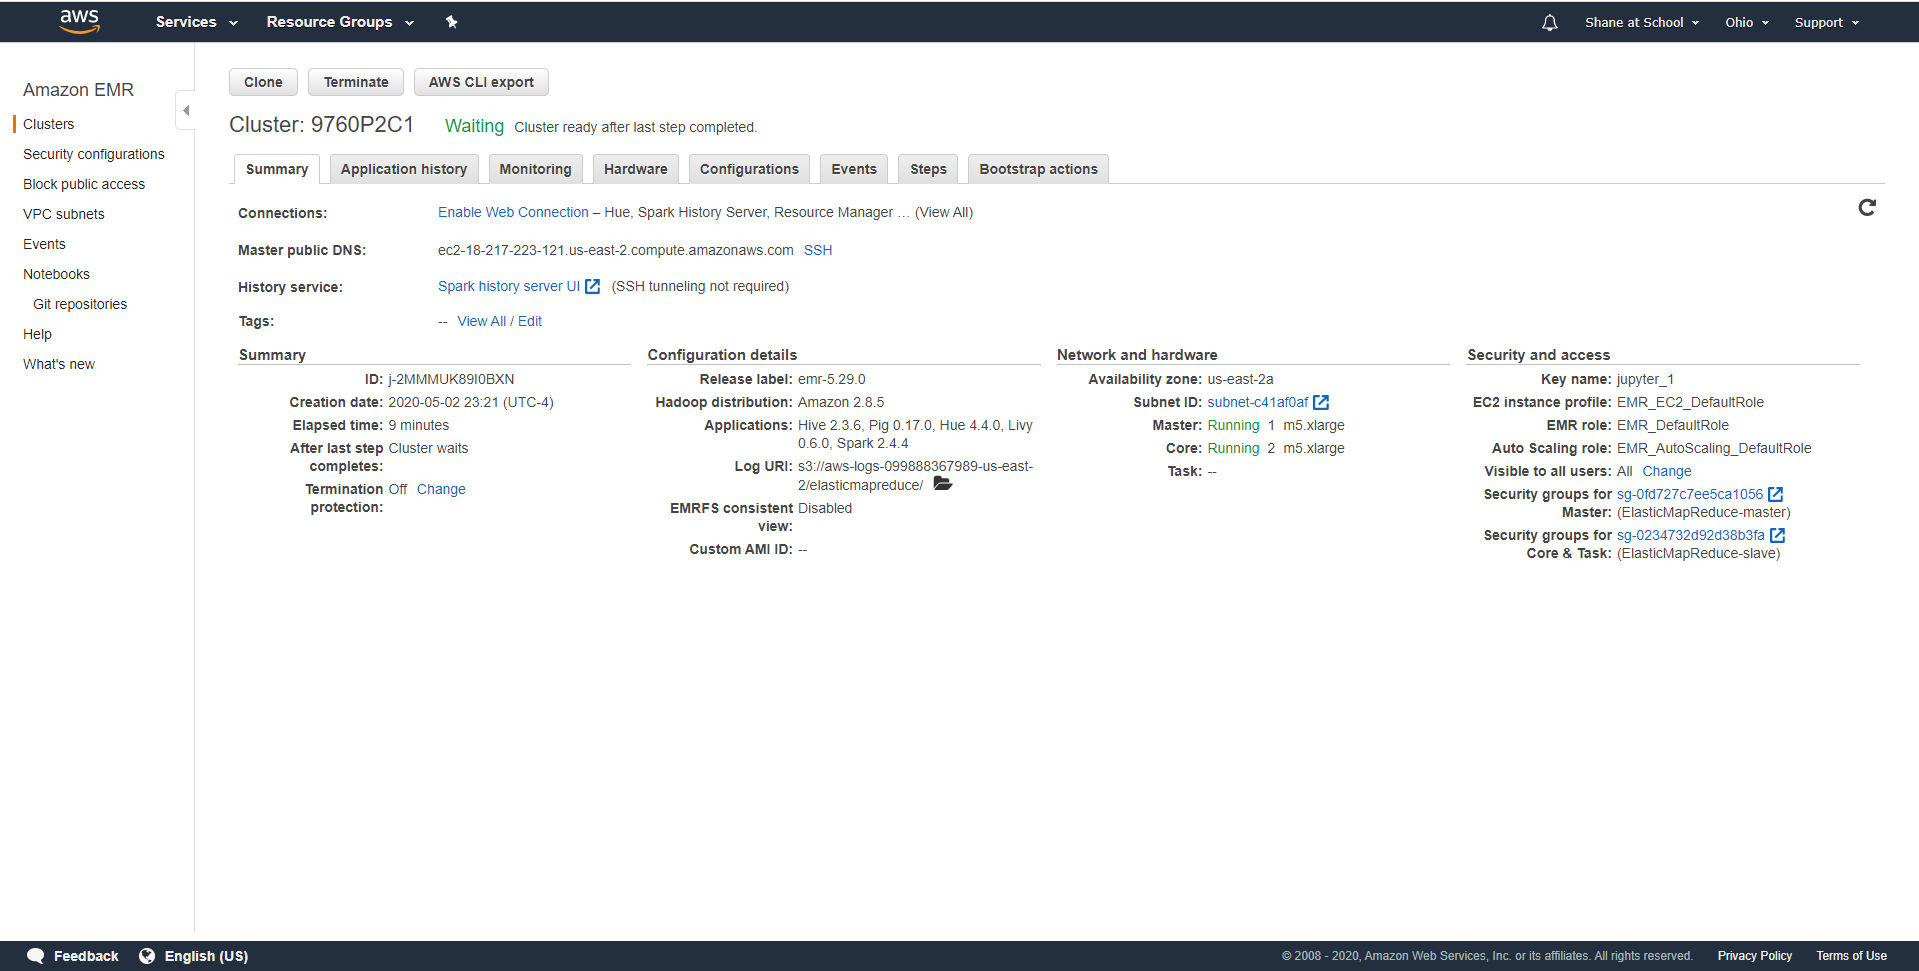 aws Services Resource Groups Shane at School Ohio Support
Amazon EMR
Clusters
Security configurations
Block public access
VPC subnets
Events
Notebooks
Git repositories
Help
What's new
Clone Terminate AWS CLI export
Cluster: 9760P2C1 Waiting Cluster ready after last step completed.
Summary Application history Monitoring Hardware Configurations Events Steps Bootstrap actions
Connections: Enable Web Connection – Hue, Spark History Server, Resource Manager … (View All)
Master public DNS: ec2-18-217-223-121.us-east-2.compute.amazonaws.com SSH
History service: Spark history server UI (SSH tunneling not required)
Tags: -- View All / Edit
Summary
ID: j-2MMMUK89I0BXN
Creation date: 2020-05-02 23:21 (UTC-4)
Elapsed time: 9 minutes
After last step Cluster waits
completes:
Termination Off Change
protection:
Configuration details
Release label: emr-5.29.0
Hadoop distribution: Amazon 2.8.5
Applications: Hive 2.3.6, Pig 0.17.0, Hue 4.4.0, Livy
0.6.0, Spark 2.4.4
Log URI: s3://aws-logs-099888367989-us-east-
2/elasticmapreduce/
EMRFS consistent Disabled
view:
Custom AMI ID: --
Network and hardware
Availability zone: us-east-2a
Subnet ID: subnet-c41af0af
Master: Running 1 m5.xlarge
Core: Running 2 m5.xlarge
Task: --
Security and access
Key name: jupyter_1
EC2 instance profile: EMR_EC2_DefaultRole
EMR role: EMR_DefaultRole
Auto Scaling role: EMR_AutoScaling_DefaultRole
Visible to all users: All Change
Security groups for sg-0fd727c7ee5ca1056
Master: (ElasticMapReduce-master)
Security groups for sg-0234732d92d38b3fa
Core & Task: (ElasticMapReduce-slave)
Feedback English (US) © 2008 - 2020, Amazon Web Services, Inc. or its affiliates. All rights reserved. Privacy Policy Terms of Use